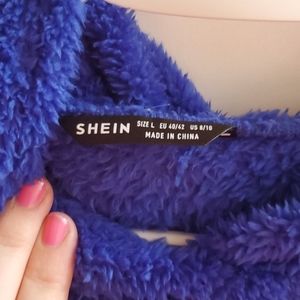 SHEIN SIZE L EU 40/42 US 8/10
MADE IN CHINA